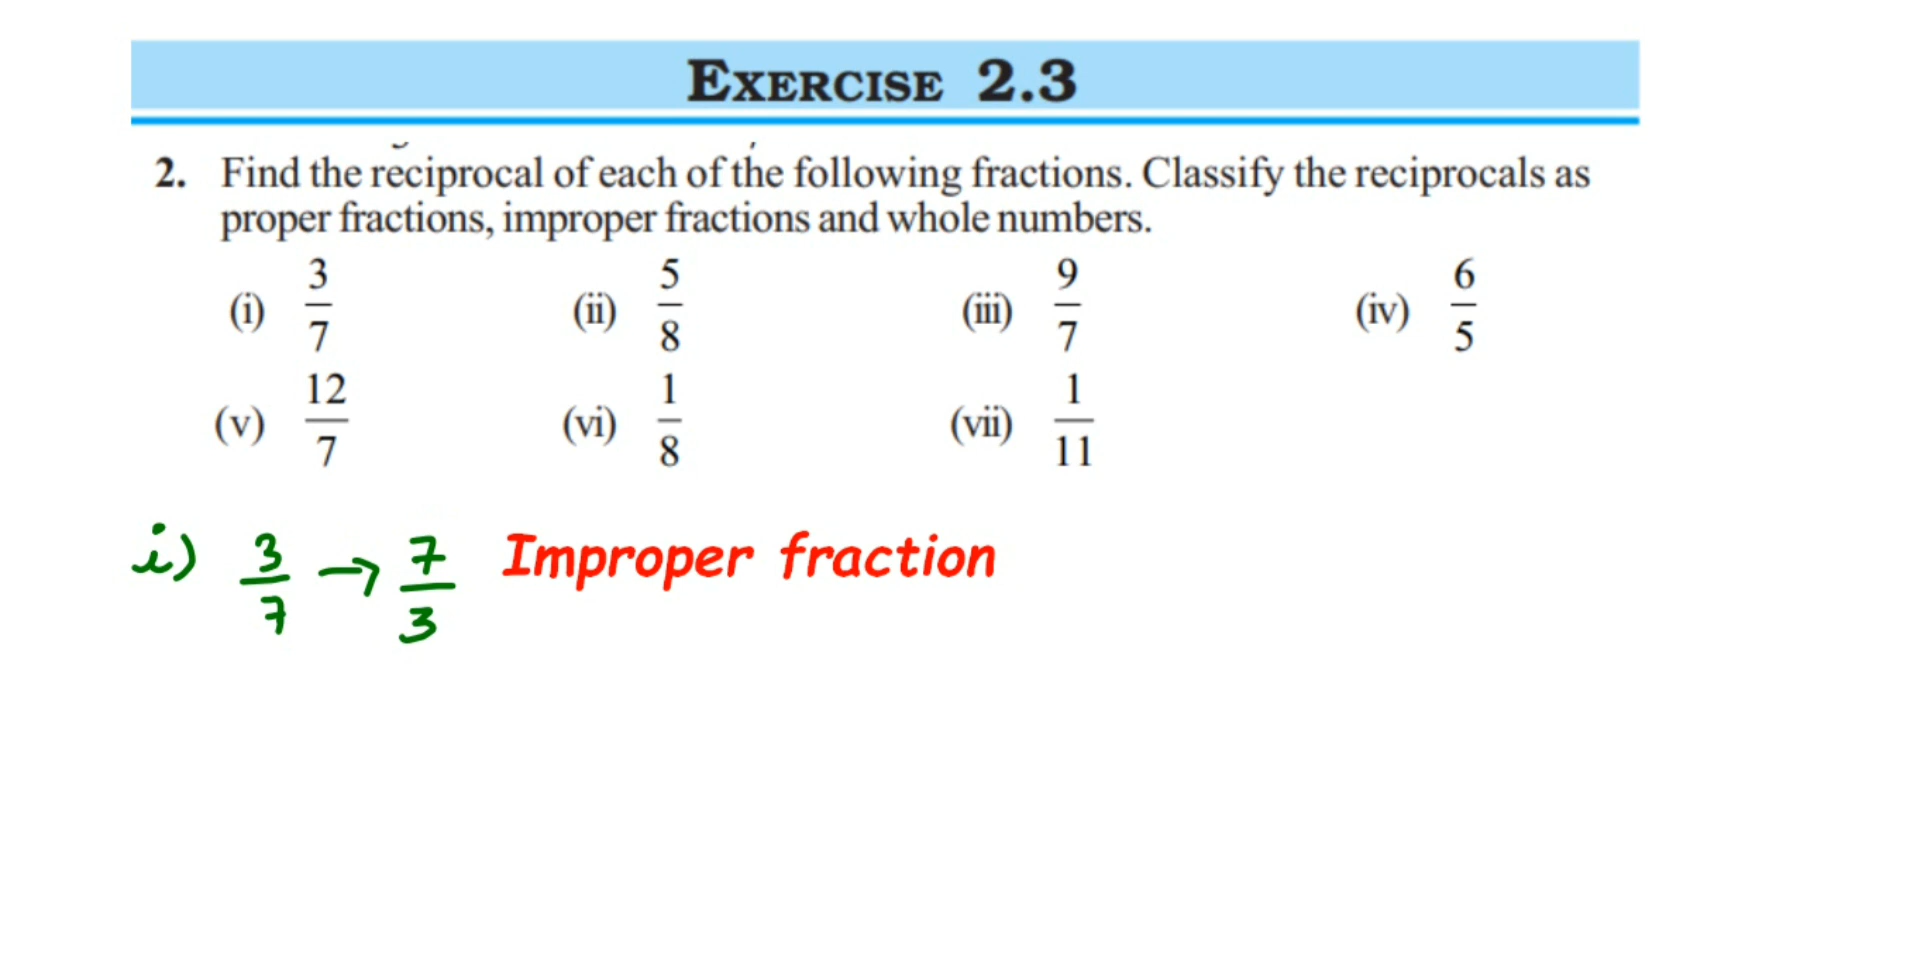 EXERCISE 2.3
2. Find the reciprocal of each of the following fractions. Classify the reciprocals as
proper fractions, improper fractions and whole numbers.
(i) 3/7 (ii) 5/8 (iii) 9/7 (iv) 6/5
(v) 12/7 (vi) 1/8 (vii) 1/11
i) 3/7 → 7/3 Improper fraction